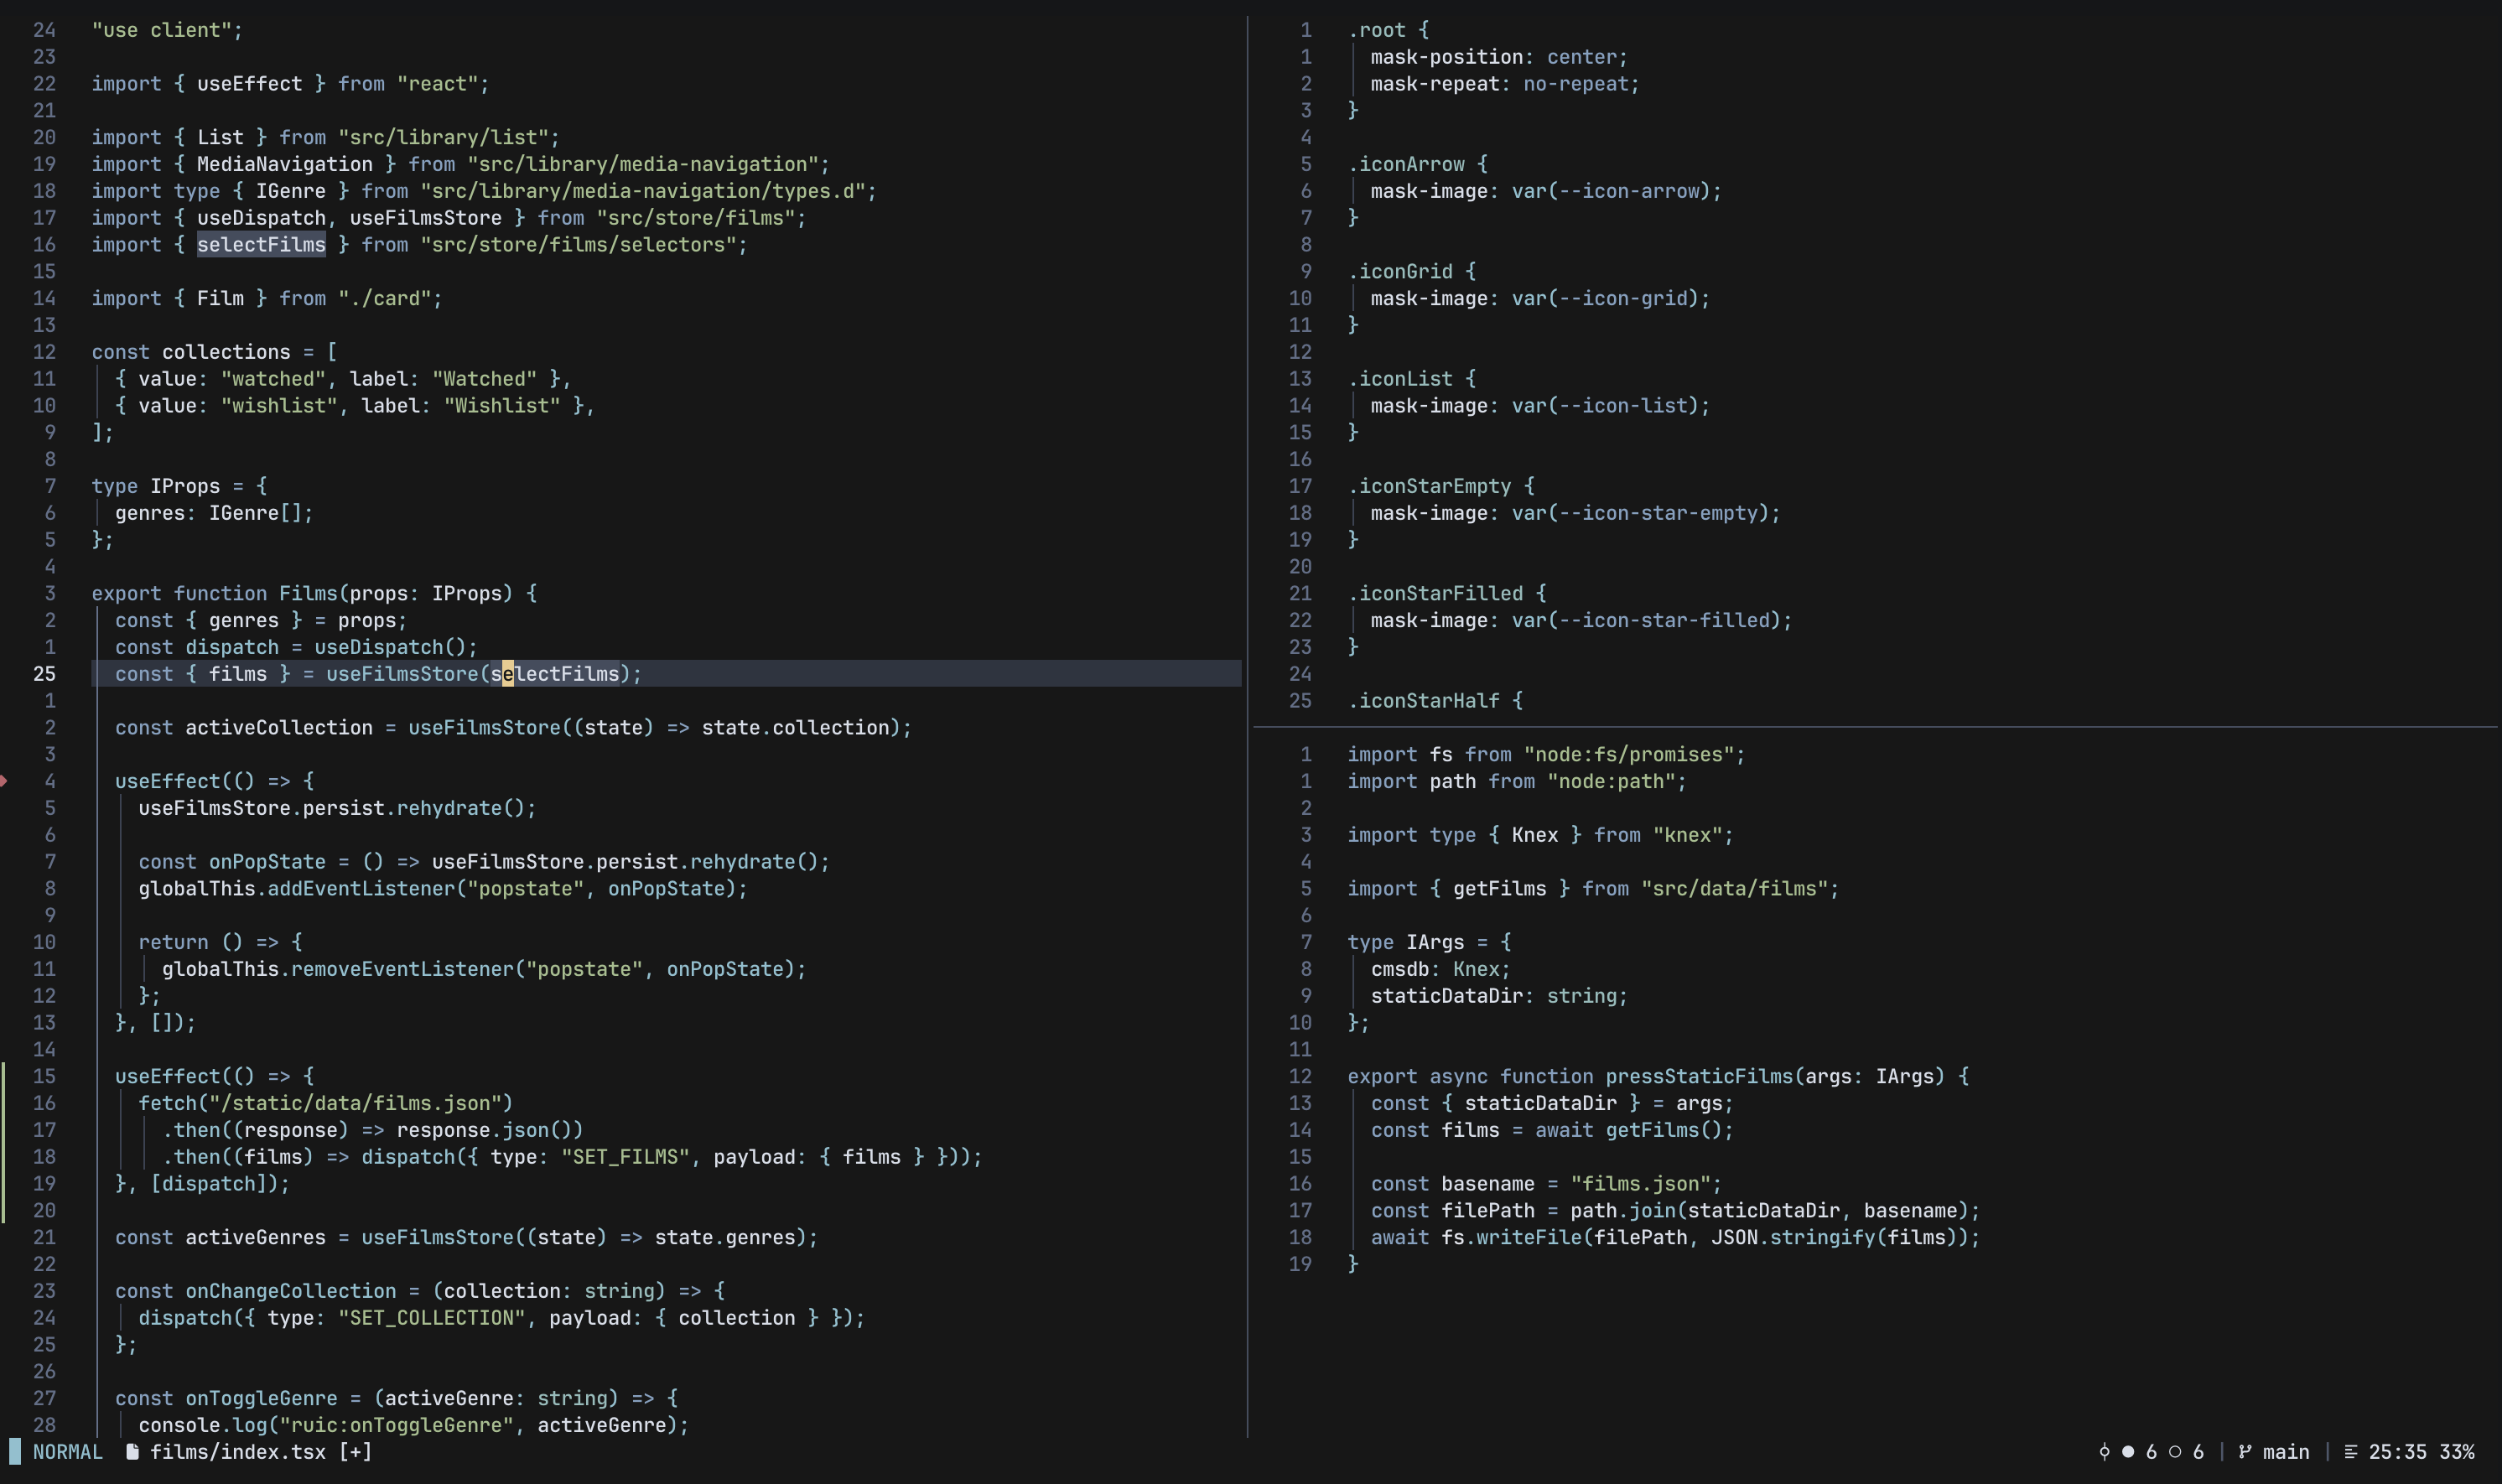 24 "use client";
23
22 import { useEffect } from "react";
21
20 import { List } from "src/library/list";
19 import { MediaNavigation } from "src/library/media-navigation";
18 import type { IGenre } from "src/library/media-navigation/types.d";
17 import { useDispatch, useFilmsStore } from "src/store/films";
16 import { selectFilms } from "src/store/films/selectors";
15
14 import { Film } from "./card";
13
12 const collections = [
11   { value: "watched", label: "Watched" },
10   { value: "wishlist", label: "Wishlist" },
9 ];
8
7 type IProps = {
6   genres: IGenre[];
5 };
4
3 export function Films(props: IProps) {
2   const { genres } = props;
1   const dispatch = useDispatch();
25   const { films } = useFilmsStore(selectFilms);
1
2   const activeCollection = useFilmsStore((state) => state.collection);
3
4   useEffect(() => {
5     useFilmsStore.persist.rehydrate();
6
7     const onPopState = () => useFilmsStore.persist.rehydrate();
8     globalThis.addEventListener("popstate", onPopState);
9
10     return () => {
11       globalThis.removeEventListener("popstate", onPopState);
12     };
13   }, []);
14
15   useEffect(() => {
16     fetch("/static/data/films.json")
17       .then((response) => response.json())
18       .then((films) => dispatch({ type: "SET_FILMS", payload: { films } }));
19   }, [dispatch]);
20
21   const activeGenres = useFilmsStore((state) => state.genres);
22
23   const onChangeCollection = (collection: string) => {
24     dispatch({ type: "SET_COLLECTION", payload: { collection } });
25   };
26
27   const onToggleGenre = (activeGenre: string) => {
28     console.log("ruic:onToggleGenre", activeGenre);
1 .root {
1   mask-position: center;
2   mask-repeat: no-repeat;
3 }
4
5 .iconArrow {
6   mask-image: var(--icon-arrow);
7 }
8
9 .iconGrid {
10   mask-image: var(--icon-grid);
11 }
12
13 .iconList {
14   mask-image: var(--icon-list);
15 }
16
17 .iconStarEmpty {
18   mask-image: var(--icon-star-empty);
19 }
20
21 .iconStarFilled {
22   mask-image: var(--icon-star-filled);
23 }
24
25 .iconStarHalf {
1 import fs from "node:fs/promises";
1 import path from "node:path";
2
3 import type { Knex } from "knex";
4
5 import { getFilms } from "src/data/films";
6
7 type IArgs = {
8   cmsdb: Knex;
9   staticDataDir: string;
10 };
11
12 export async function pressStaticFilms(args: IArgs) {
13   const { staticDataDir } = args;
14   const films = await getFilms();
15
16   const basename = "films.json";
17   const filePath = path.join(staticDataDir, basename);
18   await fs.writeFile(filePath, JSON.stringify(films));
19 }
NORMAL films/index.tsx [+] ● 6 ○ 6 | main | 25:35 33%